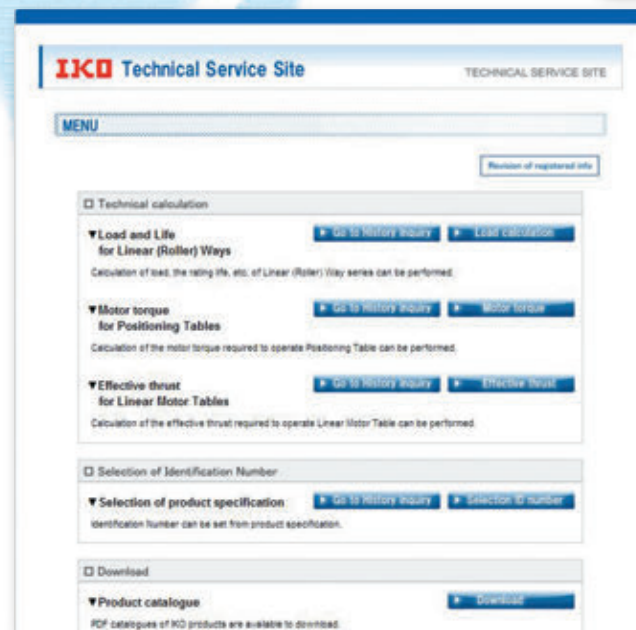 IKO Technical Service Site
TECHNICAL SERVICE SITE
MENU
Revision of registered info
Technical calculation
▼Load and Life
for Linear (Roller) Ways
Go to History inquiry
Load calculation
Calculation of load, the rating life, etc. of Linear (Roller) Way series can be performed.
▼Motor torque
for Positioning Tables
Go to History inquiry
Motor torque
Calculation of the motor torque required to operate Positioning Table can be performed.
▼Effective thrust
for Linear Motor Tables
Go to History inquiry
Effective thrust
Calculation of the effective thrust required to operate Linear Motor Table can be performed.
Selection of Identification Number
▼Selection of product specification
Go to History inquiry
Selection ID number
Identification Number can be set from product specification.
Download
▼Product catalogue
Download
PDF catalogues of IKO products are available to download.